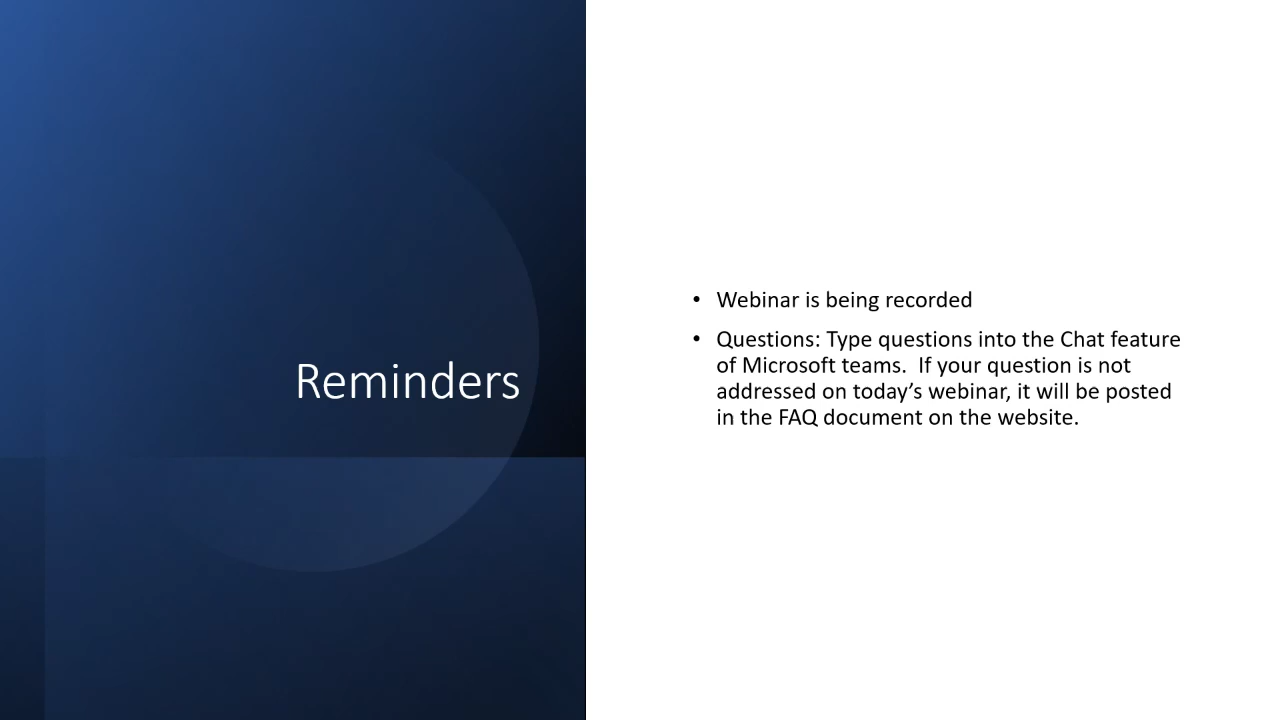 Reminders
• Webinar is being recorded
• Questions: Type questions into the Chat feature
of Microsoft teams.  If your question is not
addressed on today’s webinar, it will be posted
in the FAQ document on the website.